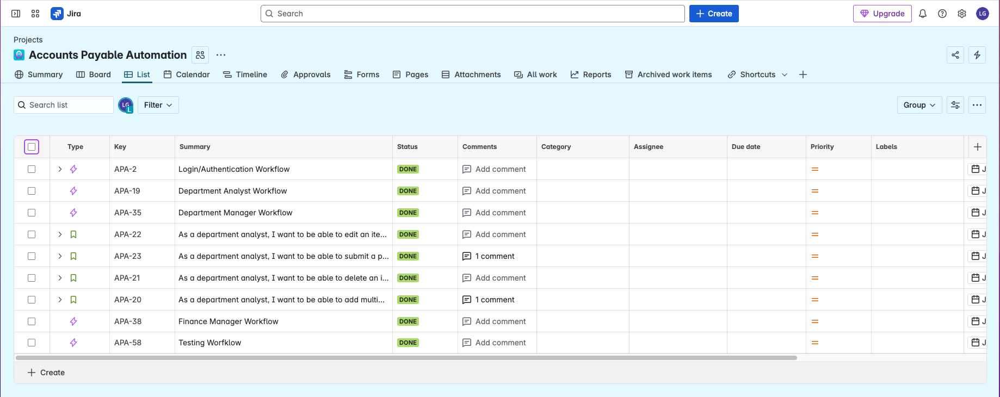 Jira
Search
Create
Upgrade
LG
Projects
Accounts Payable Automation
Summary Board List Calendar Timeline Approvals Forms Pages Attachments All work Reports Archived work items Shortcuts
Search list
LG
L
Filter
Group
Type Key Summary Status Comments Category Assignee Due date Priority Labels
APA-2 Login/Authentication Workflow DONE Add comment J
APA-19 Department Analyst Workflow DONE Add comment J
APA-35 Department Manager Workflow DONE Add comment J
APA-22 As a department analyst, I want to be able to edit an ite... DONE Add comment J
APA-23 As a department analyst, I want to be able to submit a p... DONE 1 comment J
APA-21 As a department analyst, I want to be able to delete an i... DONE Add comment J
APA-20 As a department analyst, I want to be able to add multi... DONE 1 comment J
APA-38 Finance Manager Workflow DONE Add comment J
APA-58 Testing Worfklow DONE Add comment J
Create